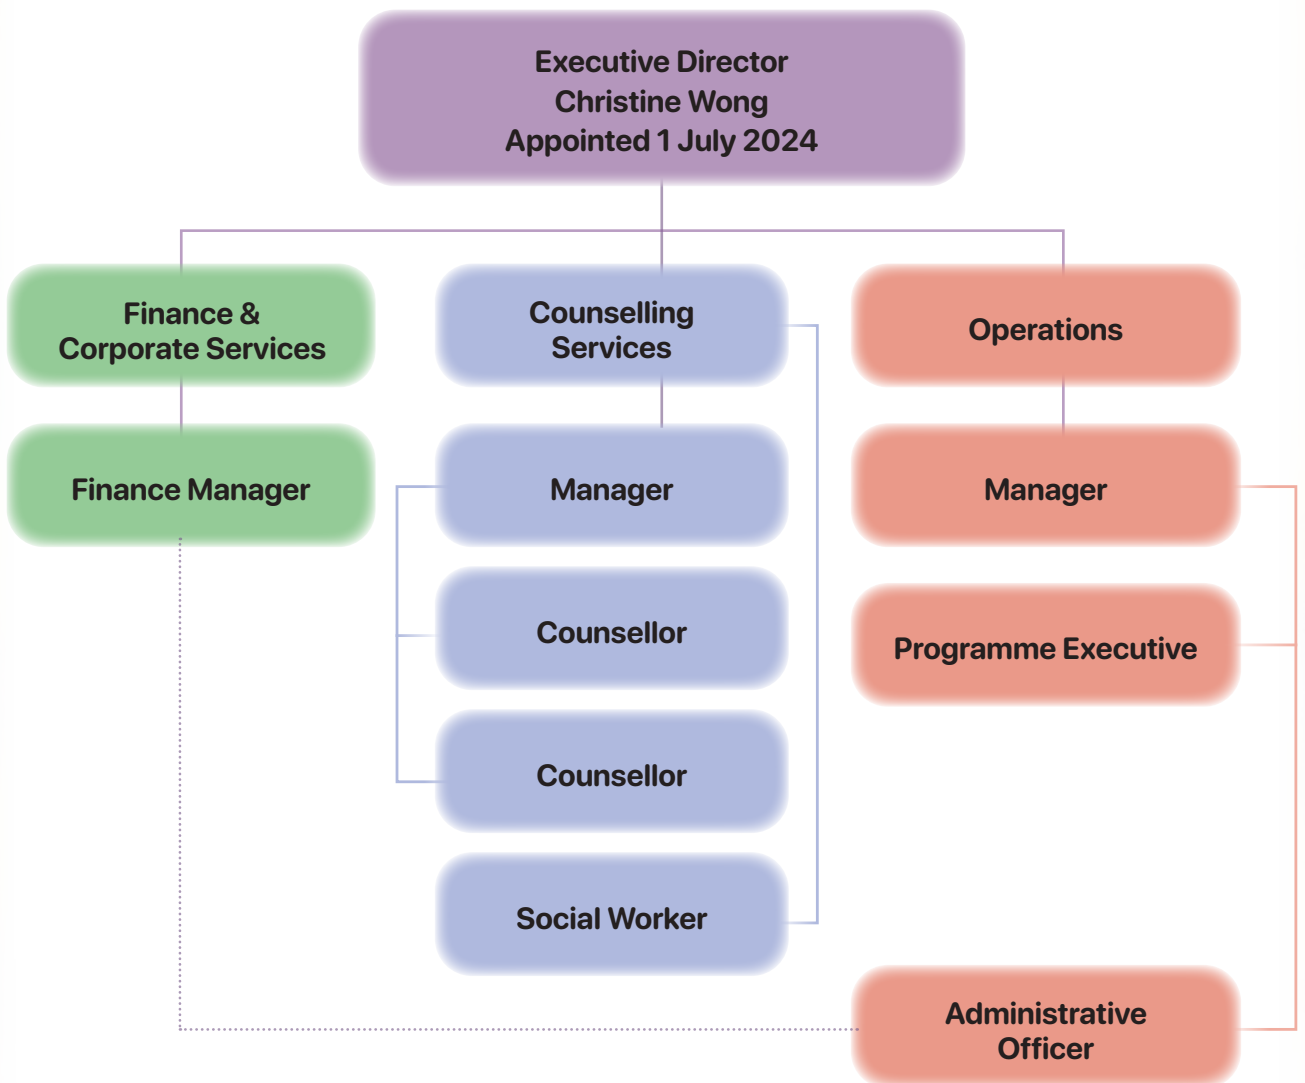 Executive Director
Christine Wong
Appointed 1 July 2024
Finance &
Corporate Services
Counselling
Services
Operations
Finance Manager
Manager
Manager
Counsellor
Programme Executive
Counsellor
Social Worker
Administrative
Officer